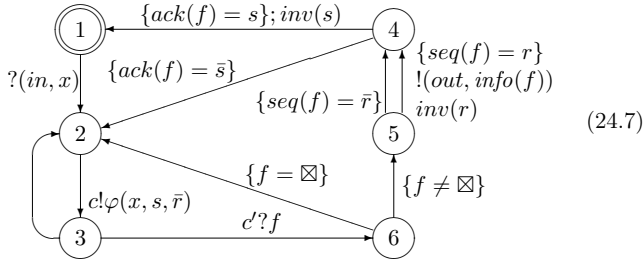 {ack(f) = s}; inv(s)
1
4
?(in, x)
{ack(f) = s̄}
{seq(f) = r}
!(out, info(f))
{seq(f) = r̄}
inv(r)
2
5
(24.7)
{f = ⊠}
{f ≠ ⊠}
c!φ(x, s, r̄)
c′?f
3
6